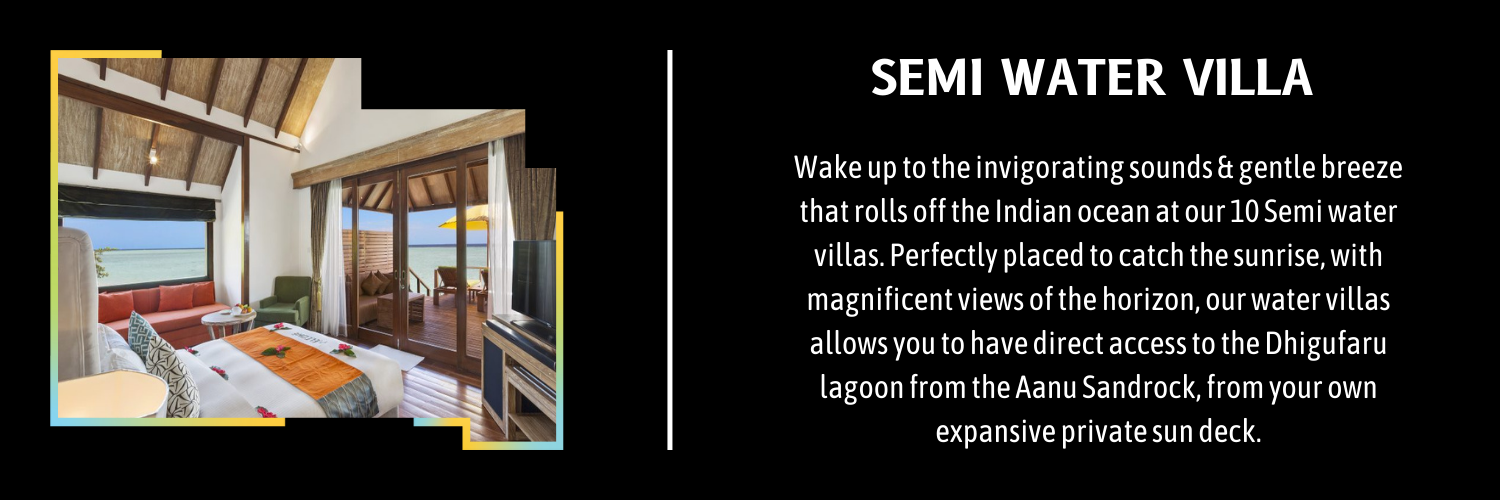 SEMI WATER VILLA
Wake up to the invigorating sounds & gentle breeze
that rolls off the Indian ocean at our 10 Semi water
villas. Perfectly placed to catch the sunrise, with
magnificent views of the horizon, our water villas
allows you to have direct access to the Dhigufaru
lagoon from the Aanu Sandrock, from your own
expansive private sun deck.